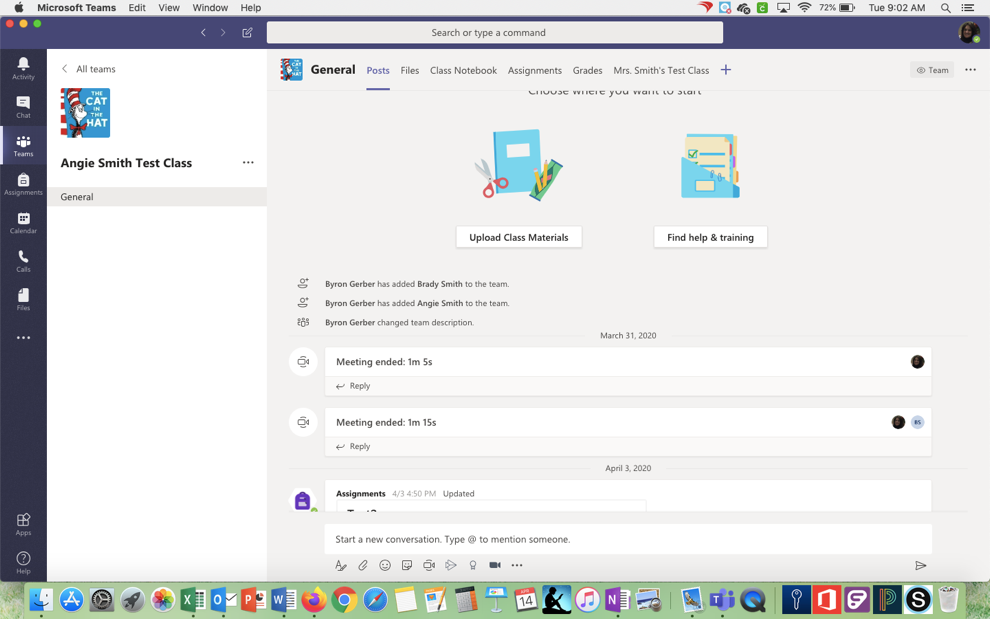 Microsoft Teams Edit View Window Help
72% Tue 9:02 AM
Search or type a command
Activity
Chat
Teams
Assignments
Calendar
Calls
Files
Apps
Help
All teams
THE
CAT
IN
THE
HAT
Angie Smith Test Class
General
General Posts Files Class Notebook Assignments Grades Mrs. Smith's Test Class Team
Choose where you want to start
Upload Class Materials Find help & training
Byron Gerber has added Brady Smith to the team.
Byron Gerber has added Angie Smith to the team.
Byron Gerber changed team description.
March 31, 2020
Meeting ended: 1m 5s
Reply
Meeting ended: 1m 15s BS
Reply
April 3, 2020
Assignments 4/3 4:50 PM Updated
Start a new conversation. Type @ to mention someone.
APR
14